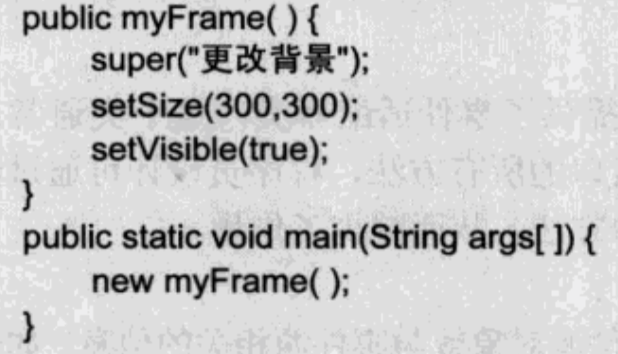 public myFrame( ) {
super("更改背景");
setSize(300,300);
setVisible(true);
}
public static void main(String args[ ]) {
new myFrame( );
}